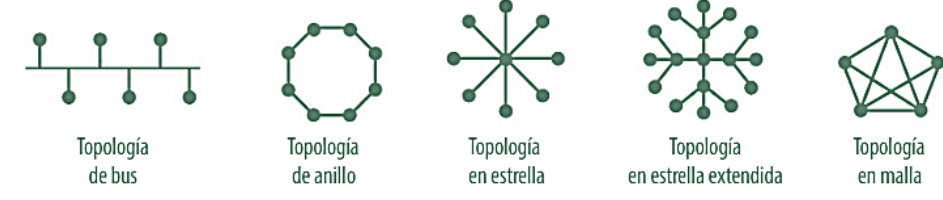 Topología
de bus
Topología
de anillo
Topología
en estrella
Topología
en estrella extendida
Topología
en malla